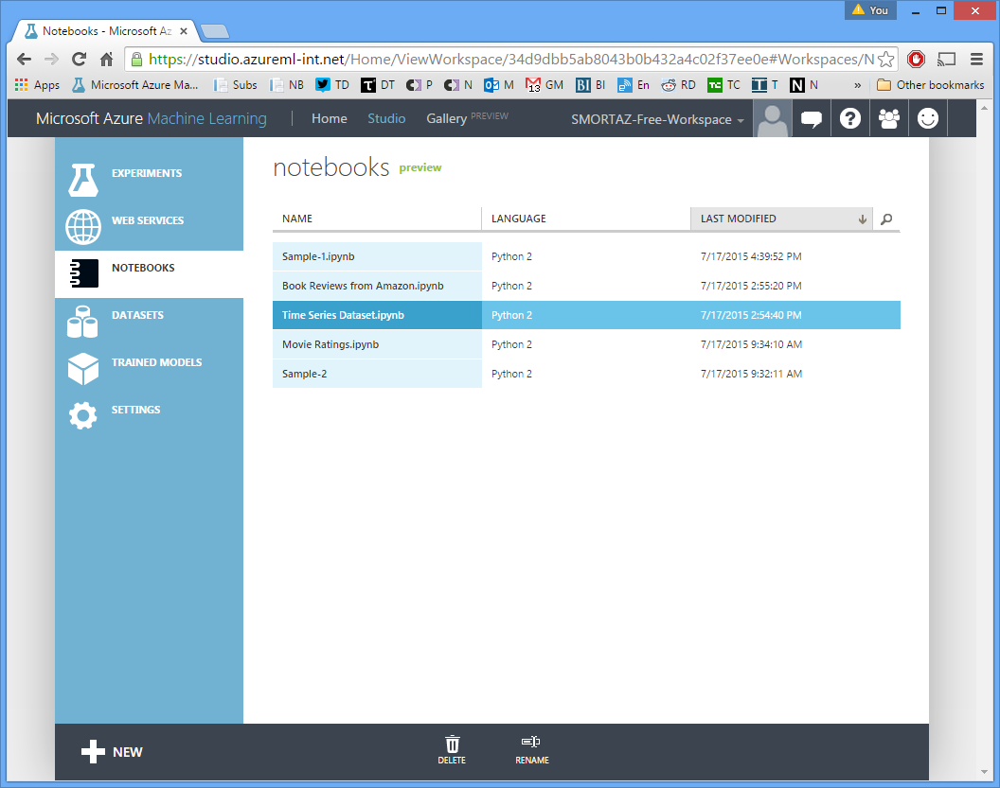 You
Notebooks - Microsoft Az
https://studio.azureml-int.net/Home/ViewWorkspace/34d9dbb5ab8043b0b432a4c02f37ee0e#Workspaces/N
Apps Microsoft Azure Ma... Subs NB TD DT P N M 13 GM BI BI En RD TC TC T N N » Other bookmarks
Microsoft Azure Machine Learning | Home Studio Gallery PREVIEW SMORTAZ-Free-Workspace
EXPERIMENTS
WEB SERVICES
NOTEBOOKS
DATASETS
TRAINED MODELS
SETTINGS
notebooks preview
NAME LANGUAGE LAST MODIFIED
Sample-1.ipynb Python 2 7/17/2015 4:39:52 PM
Book Reviews from Amazon.ipynb Python 2 7/17/2015 2:55:20 PM
Time Series Dataset.ipynb Python 2 7/17/2015 2:54:40 PM
Movie Ratings.ipynb Python 2 7/17/2015 9:34:10 AM
Sample-2 Python 2 7/17/2015 9:32:11 AM
NEW DELETE RENAME